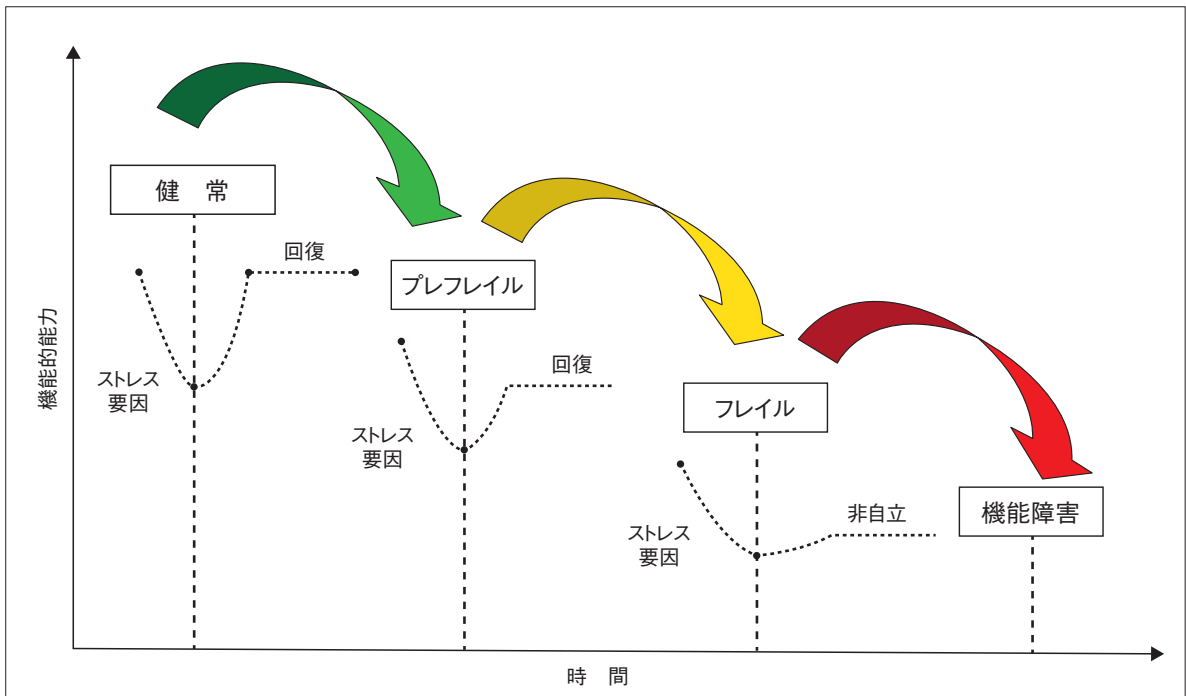 健 常
回復
ストレス
要因
プレフレイル
回復
ストレス
要因
フレイル
非自立
ストレス
要因
機能障害
機能的能力
時 間